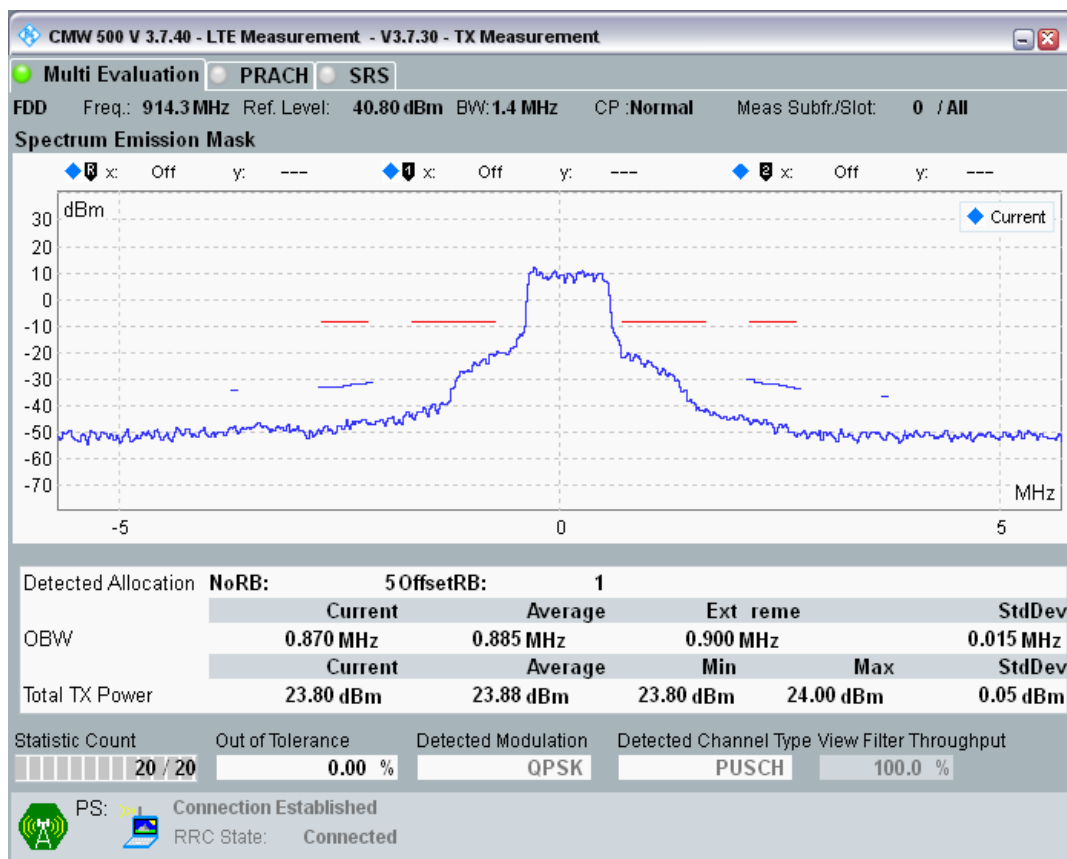 CMW 500 V 3.7.40 - LTE Measurement - V3.7.30 - TX Measurement
Multi Evaluation PRACH SRS
FDD Freq.: 914.3 MHz Ref. Level: 40.80 dBm BW: 1.4 MHz CP :Normal Meas Subfr./Slot: 0 / All
Spectrum Emission Mask
R x: Off y: --- 1 x: Off y: --- 2 x: Off y: ---
dBm
Current
30
20
10
0
-10
-20
-30
-40
-50
-60
-70
MHz
-5 0 5
Detected Allocation NoRB: 5 OffsetRB: 1
Current Average Ext reme StdDev
OBW 0.870 MHz 0.885 MHz 0.900 MHz 0.015 MHz
Current Average Min Max StdDev
Total TX Power 23.80 dBm 23.88 dBm 23.80 dBm 24.00 dBm 0.05 dBm
Statistic Count Out of Tolerance Detected Modulation Detected Channel Type View Filter Throughput
20 / 20 0.00 % QPSK PUSCH 100.0 %
PS: Connection Established
RRC State: Connected